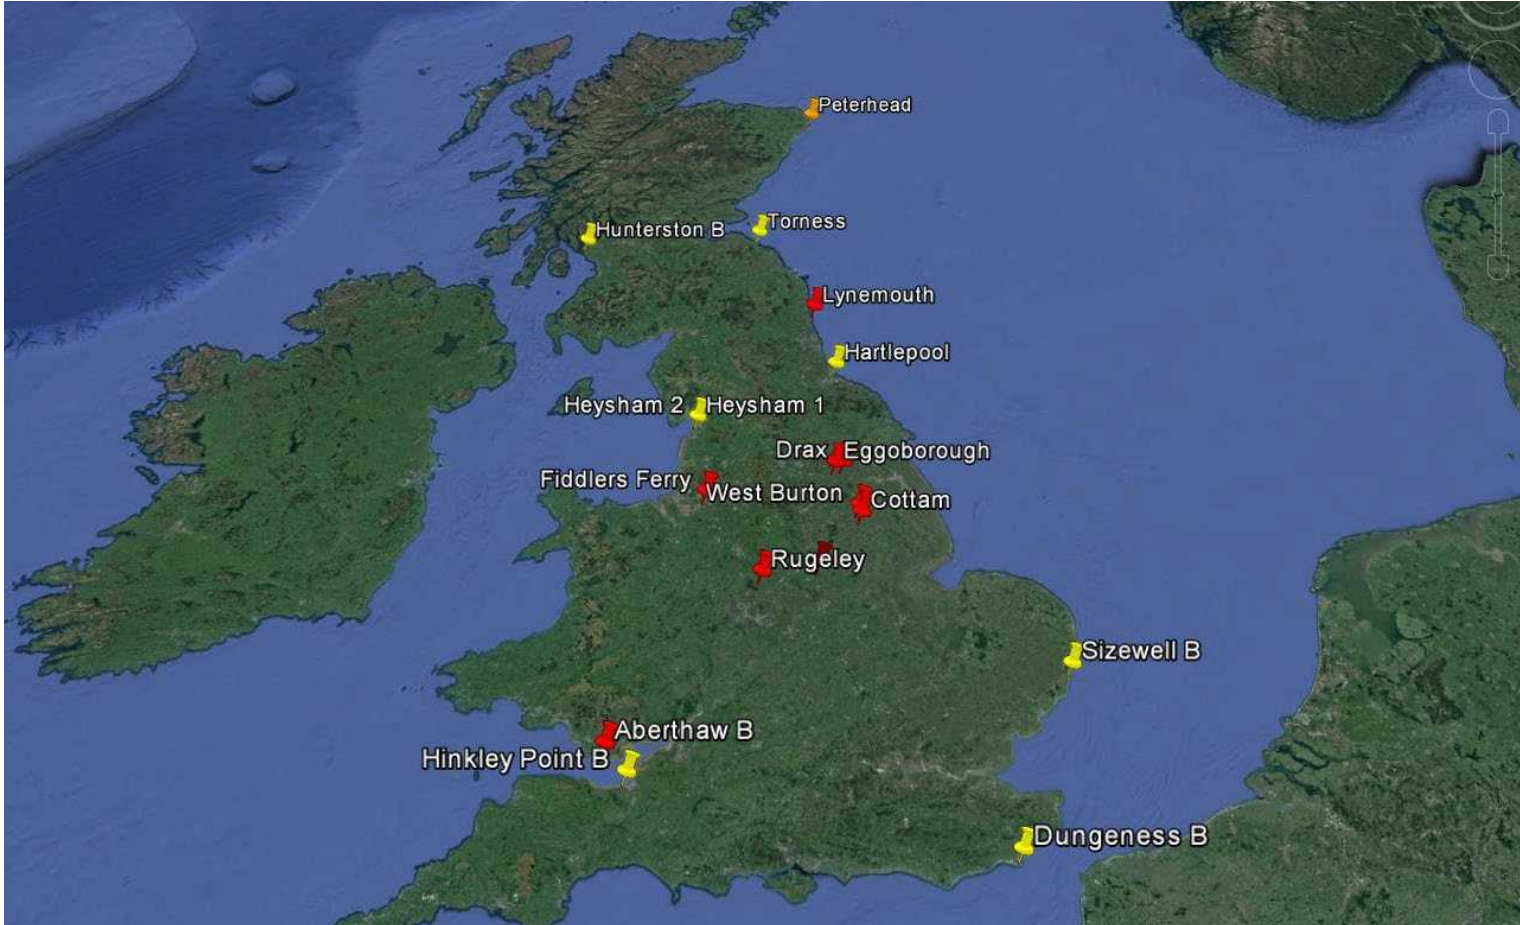 Peterhead
Torness
Hunterston B
Lynemouth
Hartlepool
Heysham 2
Heysham 1
Drax
Eggoborough
Fiddlers Ferry
West Burton
Cottam
Rugeley
Sizewell B
Aberthaw B
Hinkley Point B
Dungeness B